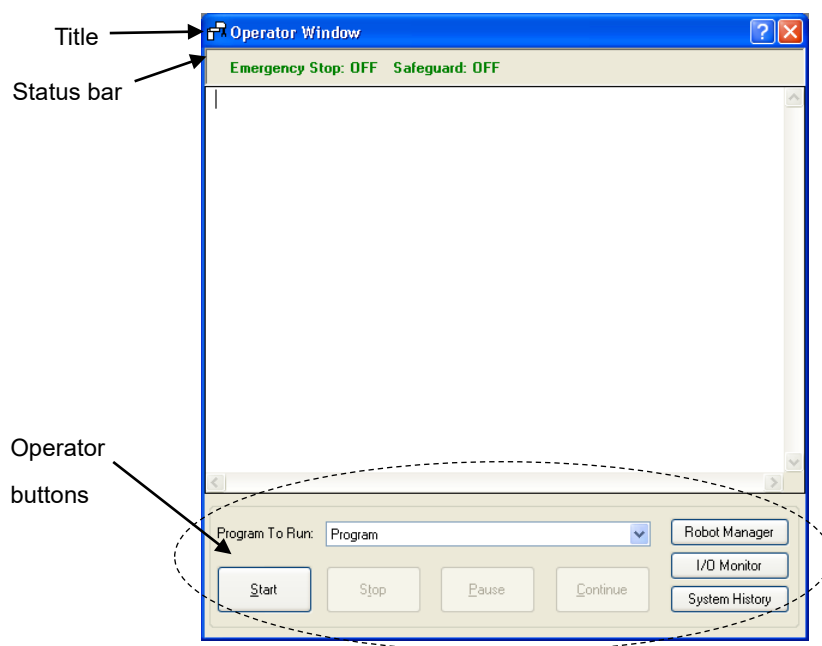 Title
Operator Window
Status bar
Emergency Stop: OFF Safeguard: OFF
Operator
buttons
Program To Run: Program
Robot Manager
I/O Monitor
System History
Start Stop Pause Continue